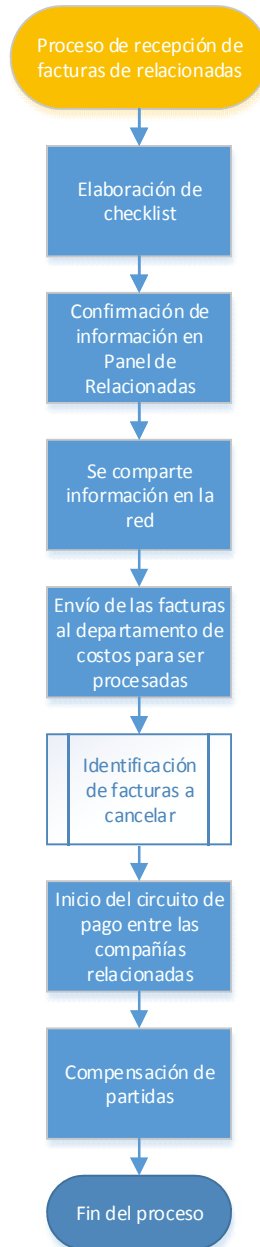 Proceso de recepción de
facturas de relacionadas
Elaboración de
checklist
Confirmación de
información en
Panel de
Relacionadas
Se comparte
información en la
red
Envío de las facturas
al departamento de
costos para ser
procesadas
Identificación
de facturas a
cancelar
Inicio del circuito de
pago entre las
compañías
relacionadas
Compensación de
partidas
Fin del proceso